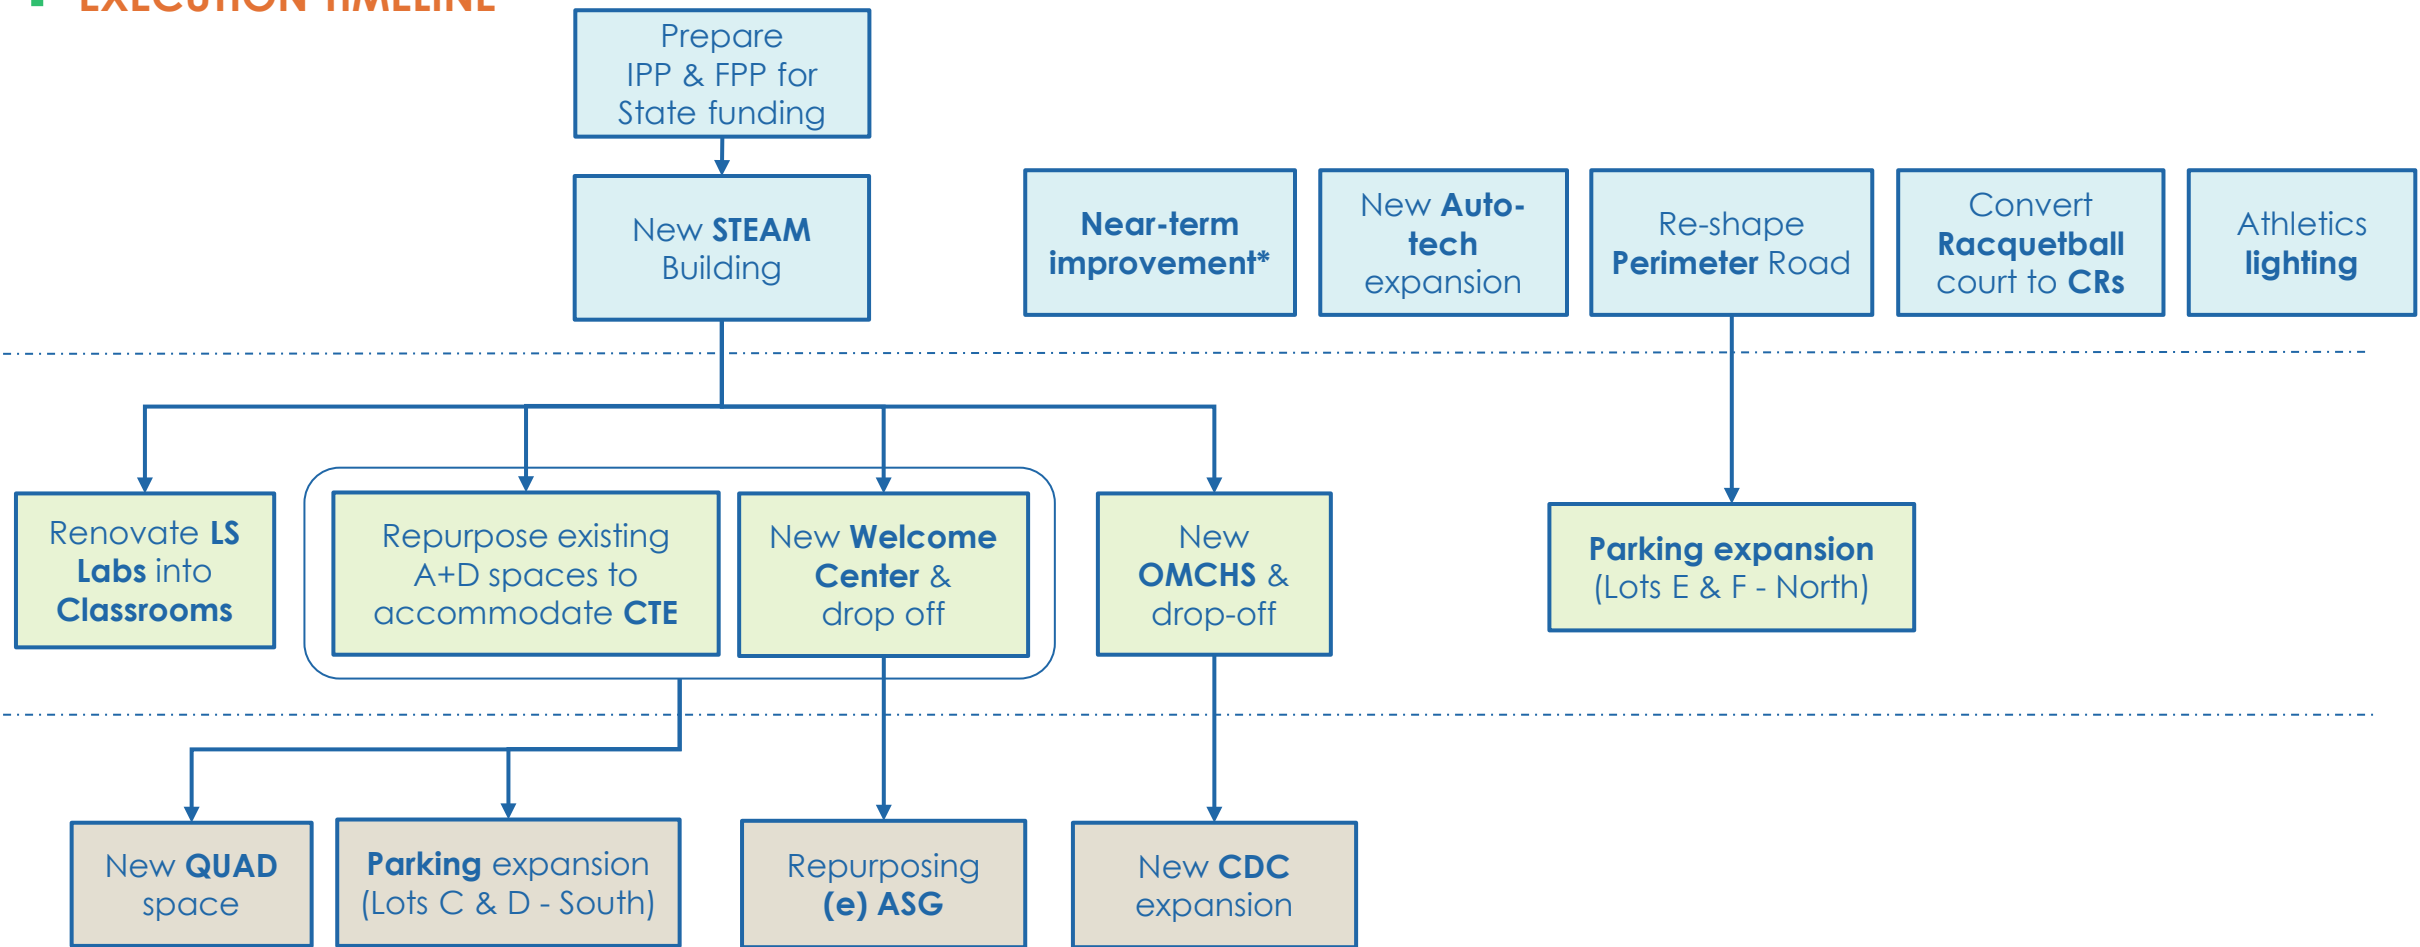 EXECUTION TIMELINE
Prepare
IPP & FPP for
State funding
New STEAM
Building
Near-term
improvement*
New Auto-
tech
expansion
Re-shape
Perimeter Road
Convert
Racquetball
court to CRs
Athletics
lighting
Renovate LS
Labs into
Classrooms
Repurpose existing
A+D spaces to
accommodate CTE
New Welcome
Center &
drop off
New
OMCHS &
drop-off
Parking expansion
(Lots E & F - North)
New QUAD
space
Parking expansion
(Lots C & D - South)
Repurposing
(e) ASG
New CDC
expansion